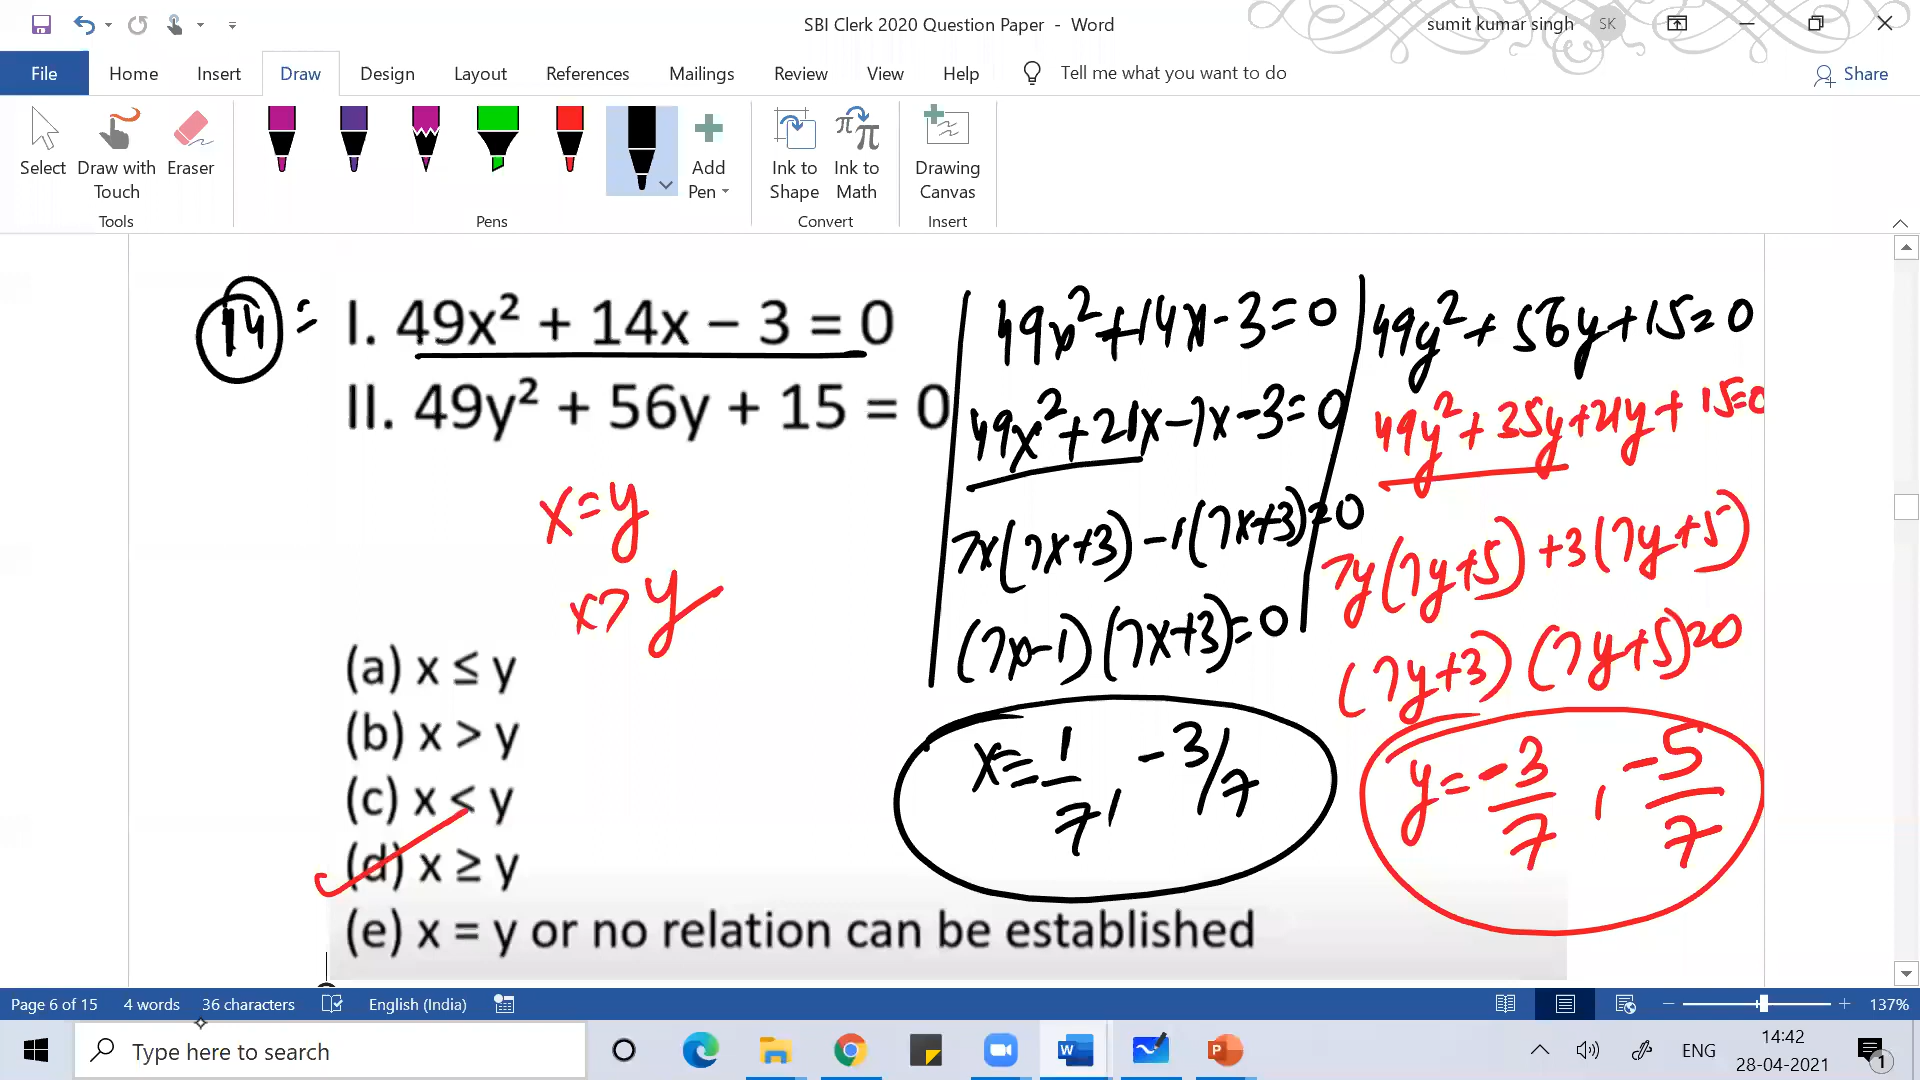 SBI Clerk 2020 Question Paper - Word
sumit kumar singh
SK
File
Home
Insert
Draw
Design
Layout
References
Mailings
Review
View
Help
Tell me what you want to do
Share
Select
Draw with Touch
Eraser
Add Pen
Ink to Shape
Ink to Math
Drawing Canvas
Tools
Pens
Convert
Insert
14 =
I. 49x² + 14x − 3 = 0
II. 49y² + 56y + 15 = 0
x=y
x>y
(a) x ≤ y
(b) x > y
(c) x < y
(d) x ≥ y
(e) x = y or no relation can be established
49x²+14x-3=0
49x²+21x-7x-3=0
7x(7x+3)-1(7x+3)=0
(7x-1)(7x+3)=0
x=1/7, -3/7
49y²+56y+15=0
49y²+35y+21y+15=0
7y(7y+5)+3(7y+5)
(7y+3)(7y+5)=0
y=-3/7, -5/7
Page 6 of 15
4 words
36 characters
English (India)
137%
Type here to search
ENG
14:42
28-04-2021
1